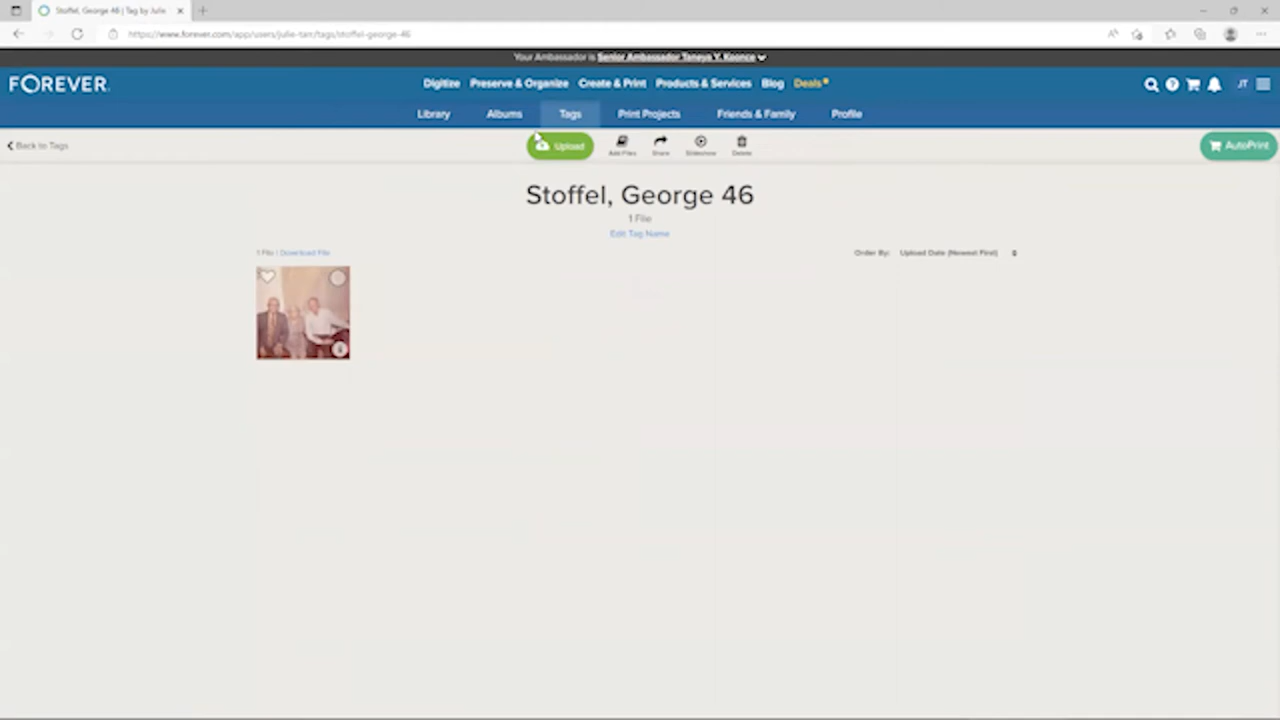 Stoffel, George 46 | Tag by Julie
https://www.forever.com/app/users/julie-tarr/tags/stoffel-george-46
Your Ambassador is Senior Ambassador Taneya Y. Koonce
FOREVER
Digitize Preserve & Organize Create & Print Products & Services Blog Deals
JT
Library Albums Tags Print Projects Friends & Family Profile
Back to Tags
Upload
Add Files Share Slideshow Delete
AutoPrint
Stoffel, George 46
1 File
Edit Tag Name
1 File | Download File
Order By: Upload Date (Newest First)